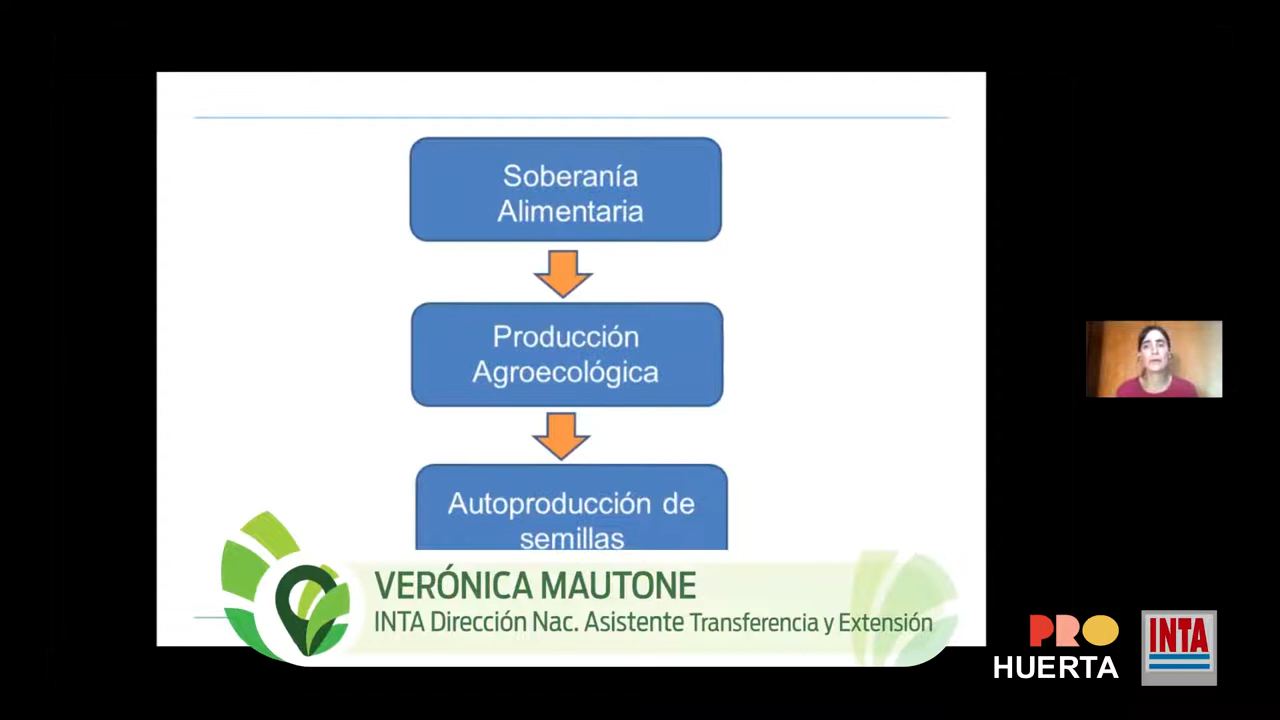 Soberanía
Alimentaria
Producción
Agroecológica
Autoproducción de
semillas
VERÓNICA MAUTONE
INTA Dirección Nac. Asistente Transferencia y Extensión
PRO
HUERTA
INTA